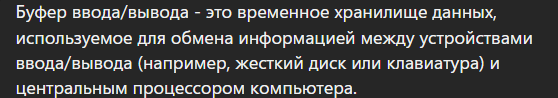 Буфер ввода/вывода - это временное хранилище данных,
используемое для обмена информацией между устройствами
ввода/вывода (например, жесткий диск или клавиатура) и
центральным процессором компьютера.